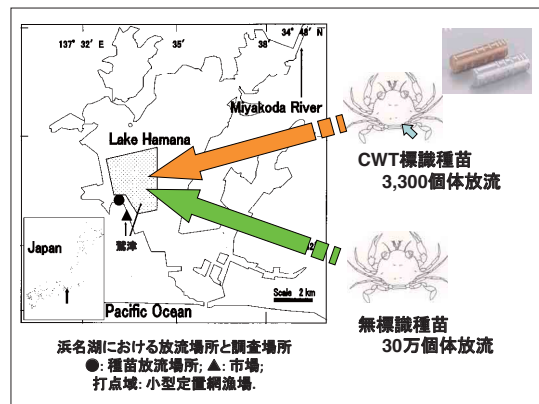 137° 32′ E
35′
38′
34° 48′ N
Miyakoda River
Lake Hamana
CWT標識種苗
3,300個体放流
Japan
鷲津
Scale 2 km
Pacific Ocean
無標識種苗
30万個体放流
浜名湖における放流場所と調査場所
●: 種苗放流場所; ▲: 市場;
打点域: 小型定置網漁場.